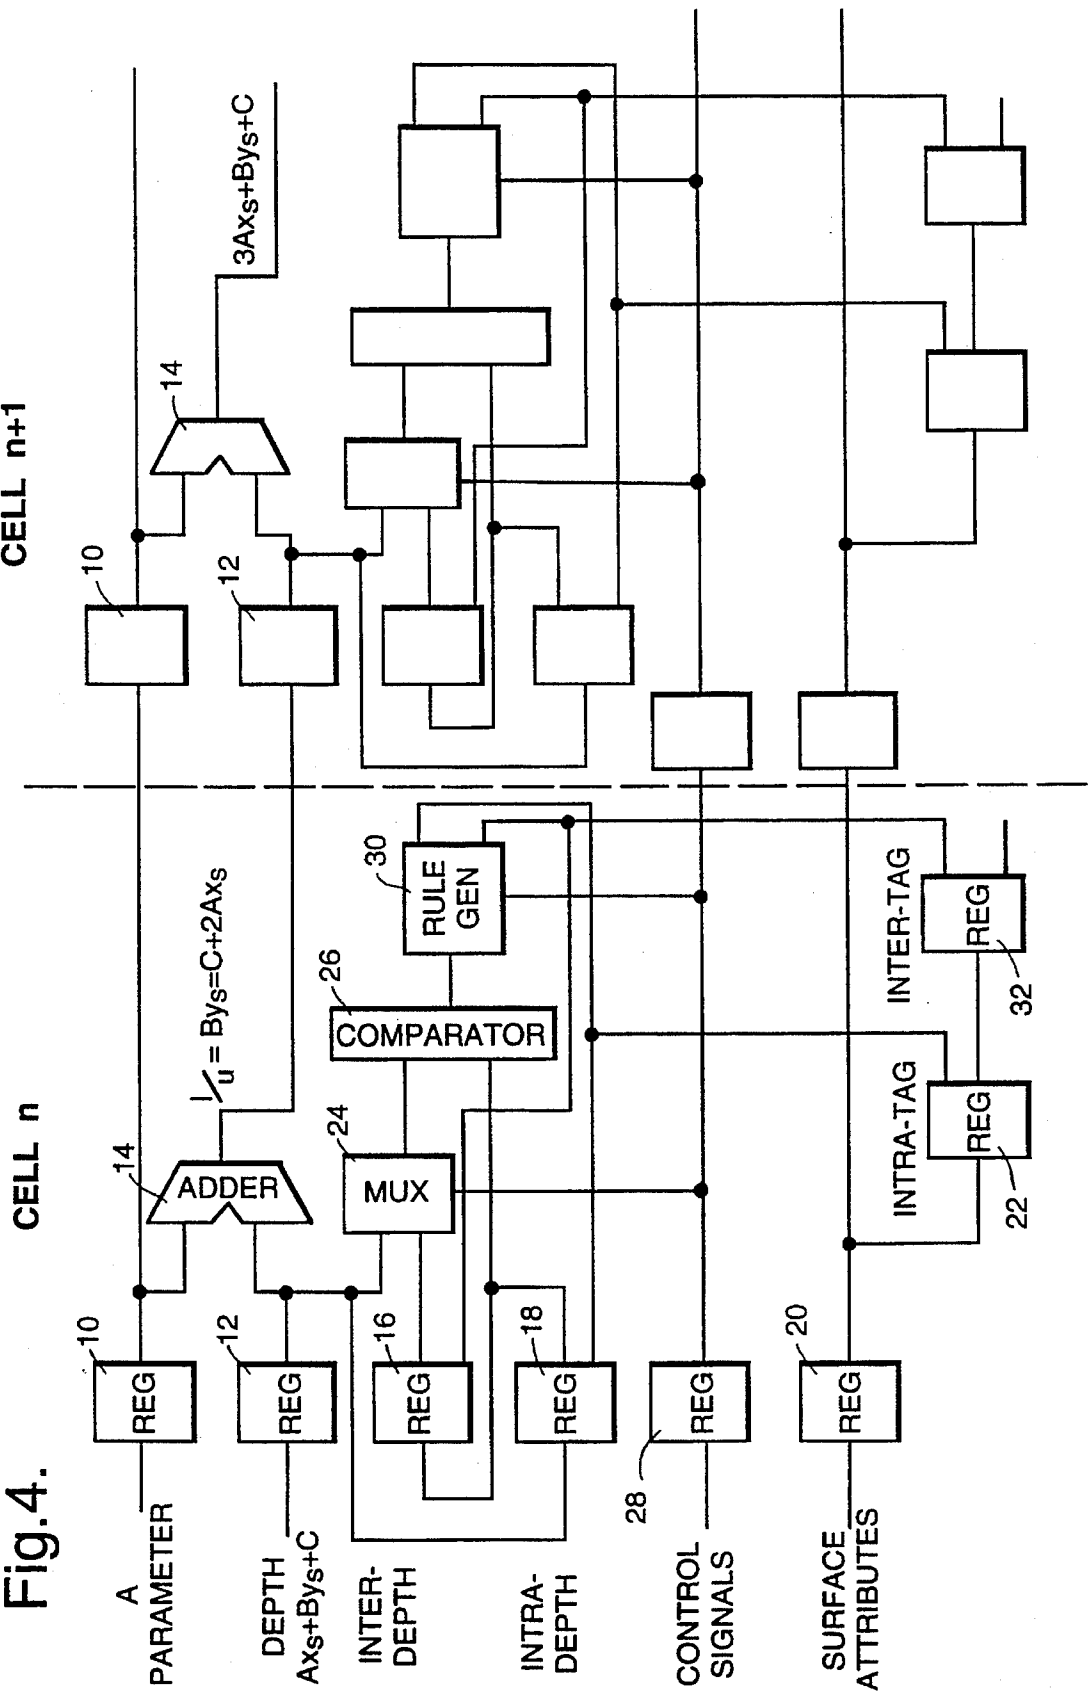 Fig.4.
CELL n
CELL n+1
A
PARAMETER
REG
10
14
ADDER
10
14
DEPTH
Axs+Bys+C
REG
12
1/u = Bys=C+2Axs
12
3Axs+Bys+C
INTER-
DEPTH
REG
16
MUX
24
COMPARATOR
26
RULE
GEN
30
INTRA-
DEPTH
REG
18
CONTROL
SIGNALS
REG
28
SURFACE
ATTRIBUTES
REG
20
INTRA-TAG
REG
22
INTER-TAG
REG
32